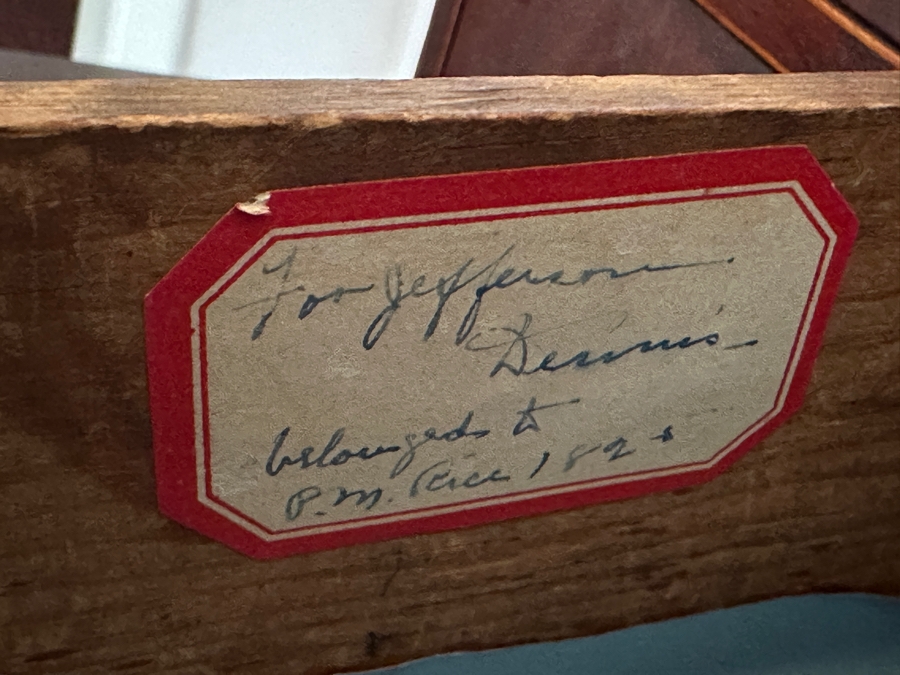 For Jefferson
Dennis
belonged to
P. M. Rice 182